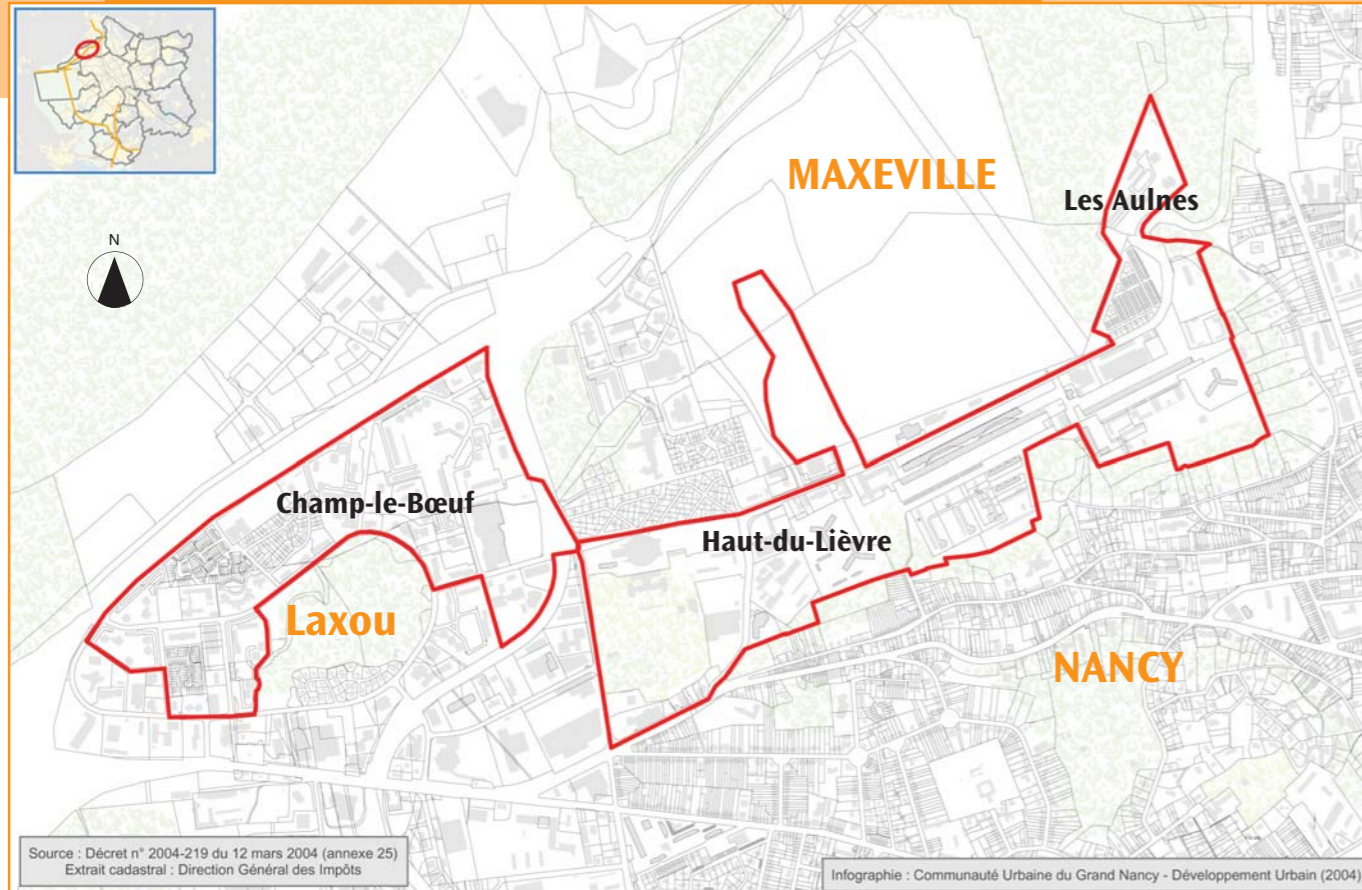 MAXEVILLE
Les Aulnes
N
Champ-le-Bœuf
Haut-du-Lièvre
Laxou
NANCY
Source : Décret n° 2004-219 du 12 mars 2004 (annexe 25)
Extrait cadastral : Direction Général des Impôts
Infographie : Communauté Urbaine du Grand Nancy - Développement Urbain (2004)